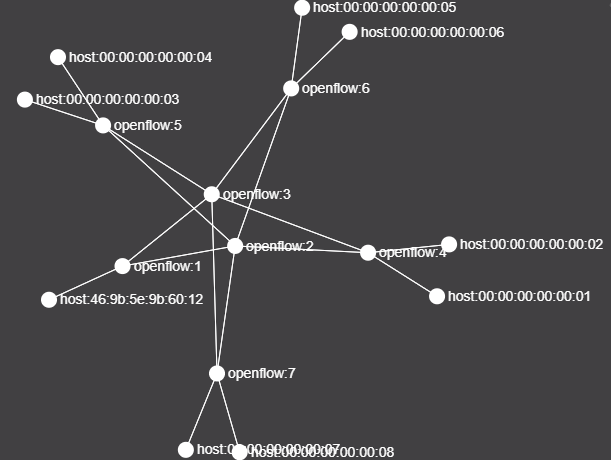 host:00:00:00:00:00:05
host:00:00:00:00:00:06
host:00:00:00:00:00:04
openflow:6
host:00:00:00:00:00:03
openflow:5
openflow:3
openflow:2
host:00:00:00:00:00:02
openflow:4
openflow:1
host:46:9b:5e:9b:60:12
host:00:00:00:00:00:01
openflow:7
host:00:00:00:00:00:07
host:00:00:00:00:00:08